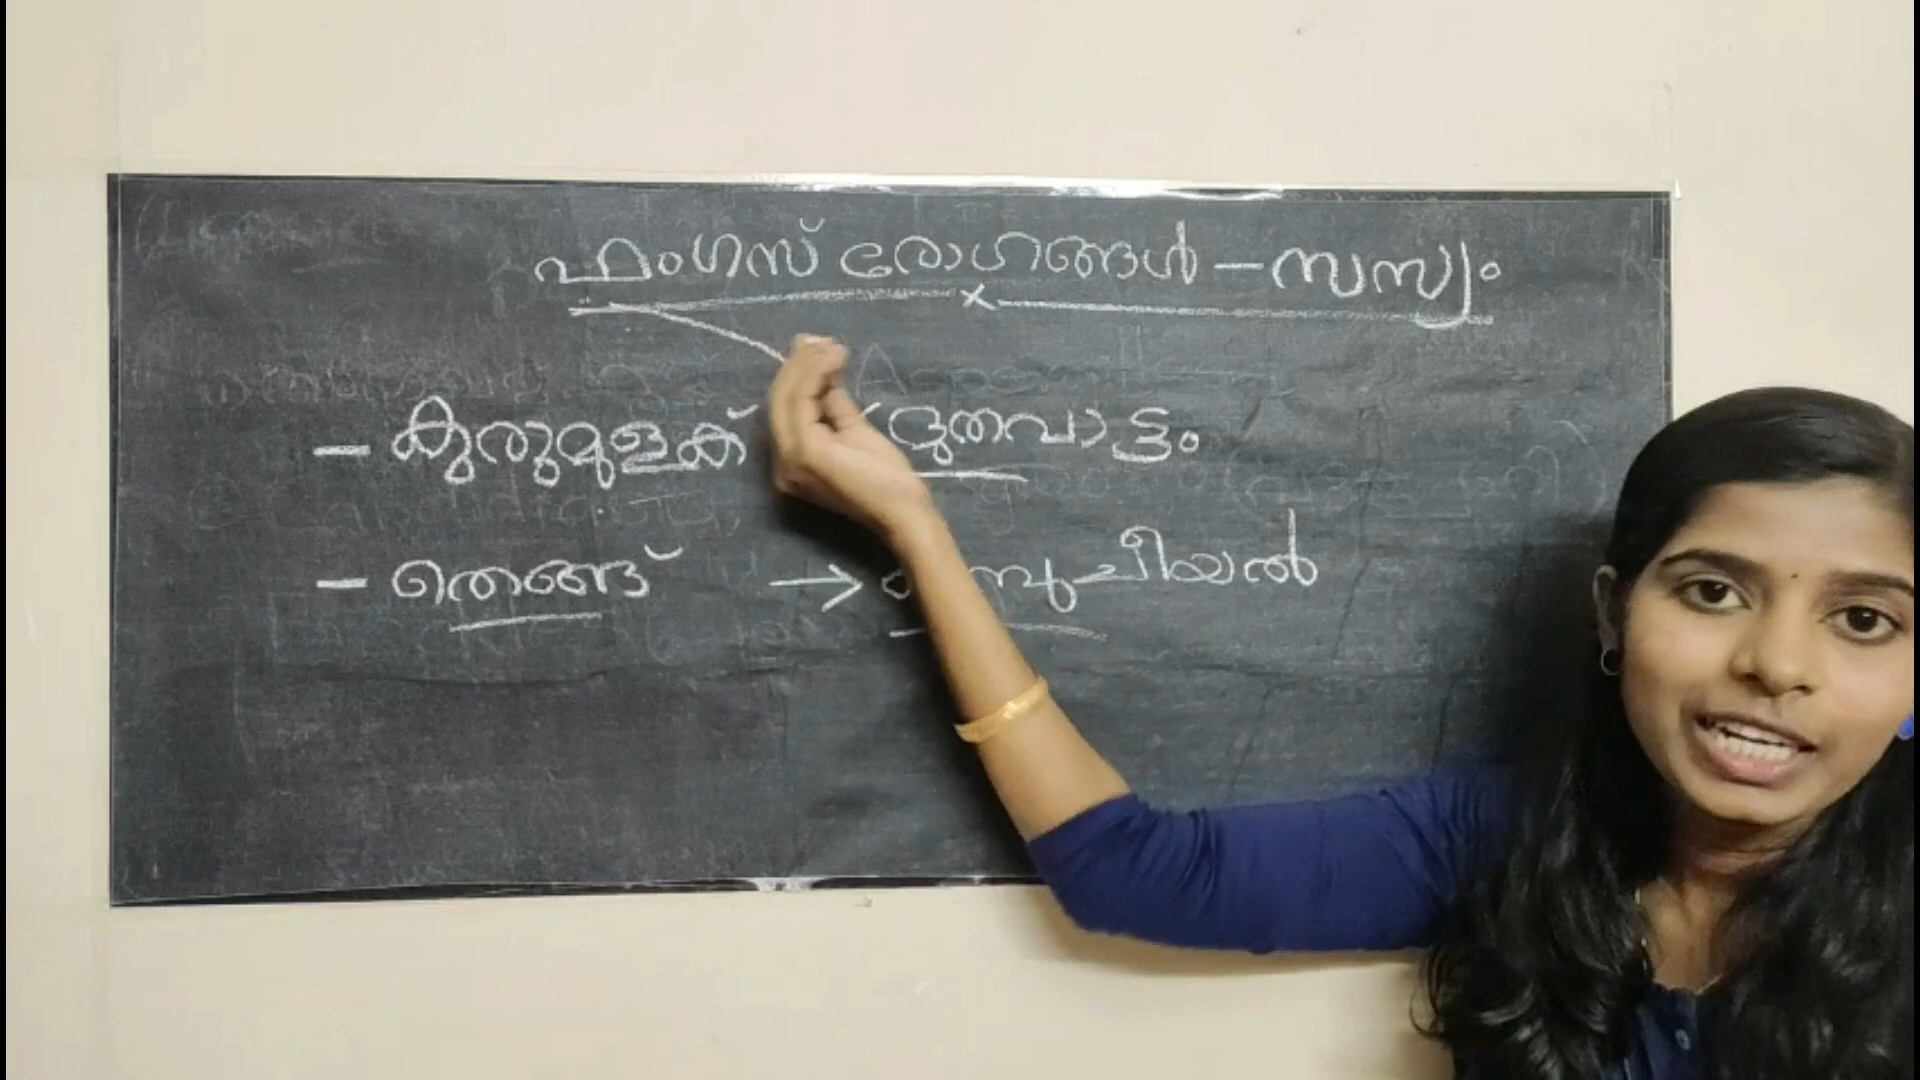 ഫംഗസ് രോഗങ്ങൾ - സസ്യം
- കുരുമുളക് ദ്രുതവാട്ടം
- തെങ്ങ് → കൂമ്പുചീയൽ